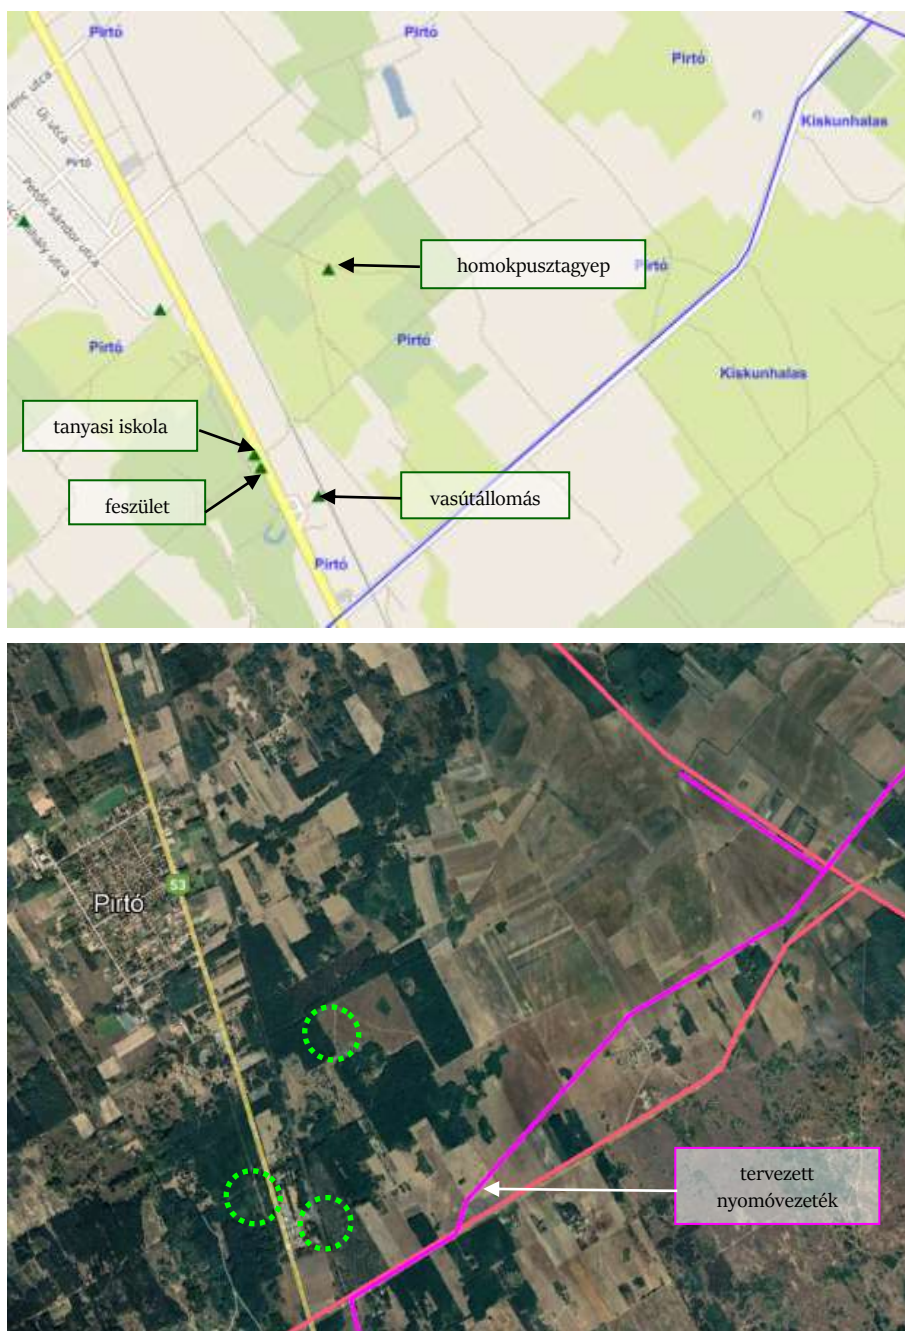 Pirtó
Pirtó
Pirtó
Kiskunhalas
Új utca
Pirtó
Petőfi Sándor utca
homokpusztagyep
Pirtó
Pirtó
Pirtó
Kiskunhalas
tanyasi iskola
feszület
vasútállomás
Pirtó
53
Pirtó
tervezett
nyomóvezeték